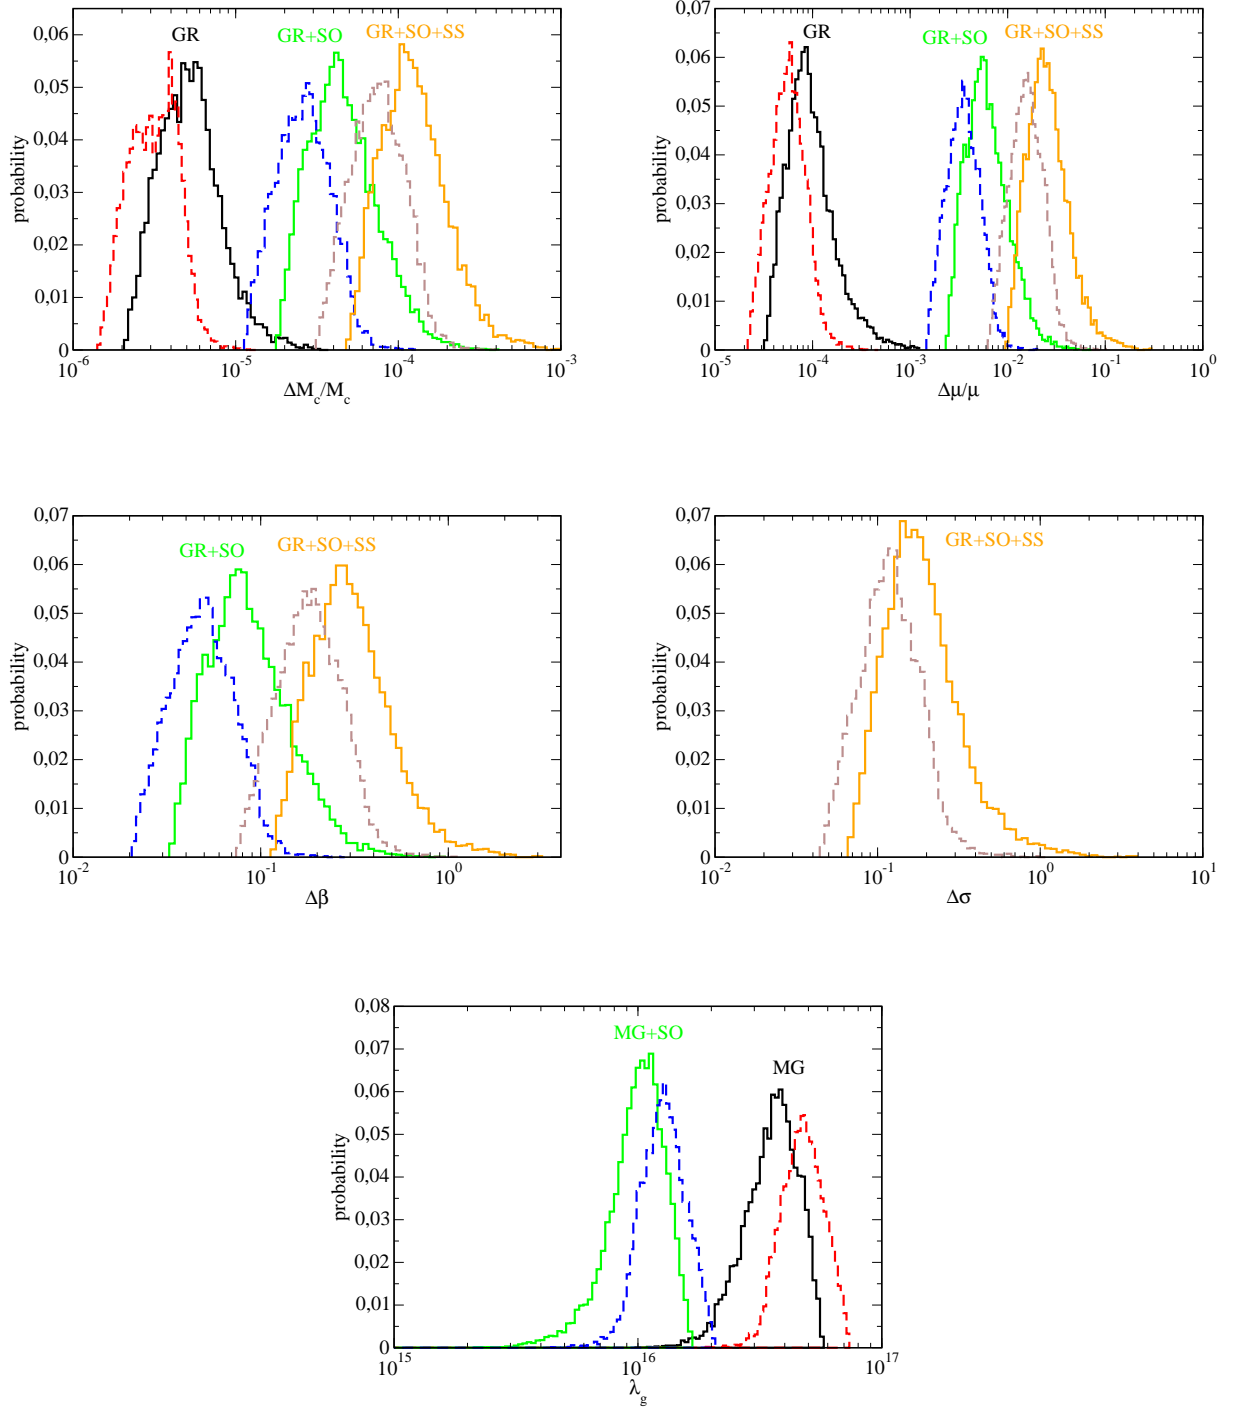 GR
GR+SO
GR+SO+SS
probability
0,06
0,05
0,04
0,03
0,02
0,01
0
10^-6
10^-5
10^-4
10^-3
ΔM_c/M_c
GR
GR+SO
GR+SO+SS
probability
0,07
0,06
0,05
0,04
0,03
0,02
0,01
0
10^-5
10^-4
10^-3
10^-2
10^-1
10^0
Δμ/μ
GR+SO
GR+SO+SS
probability
0,07
0,06
0,05
0,04
0,03
0,02
0,01
0
10^-2
10^-1
10^0
Δβ
GR+SO+SS
probability
0,07
0,06
0,05
0,04
0,03
0,02
0,01
0
10^-2
10^-1
10^0
10^1
Δσ
MG+SO
MG
probability
0,08
0,07
0,06
0,05
0,04
0,03
0,02
0,01
0
10^15
10^16
10^17
λ_g